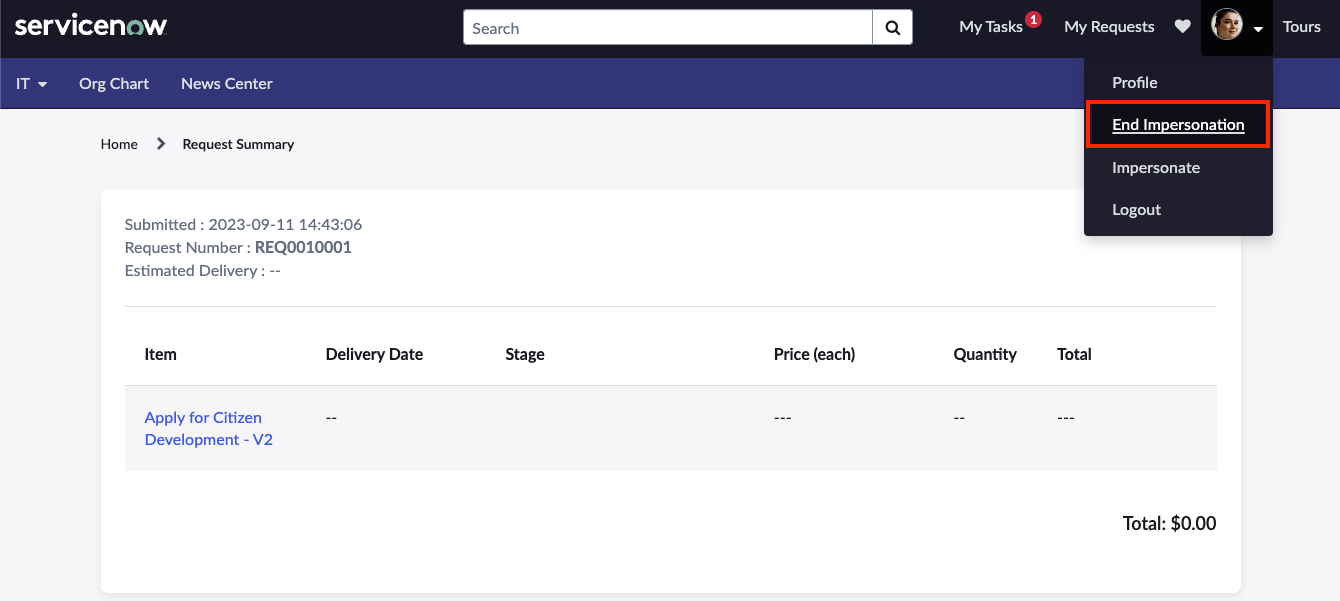 servicenow
Search
My Tasks 1 My Requests Tours
IT Org Chart News Center
Profile
End Impersonation
Impersonate
Logout
Home Request Summary
Submitted : 2023-09-11 14:43:06
Request Number : REQ0010001
Estimated Delivery : --
Item Delivery Date Stage Price (each) Quantity Total
Apply for Citizen -- --- -- ---
Development - V2
Total: $0.00